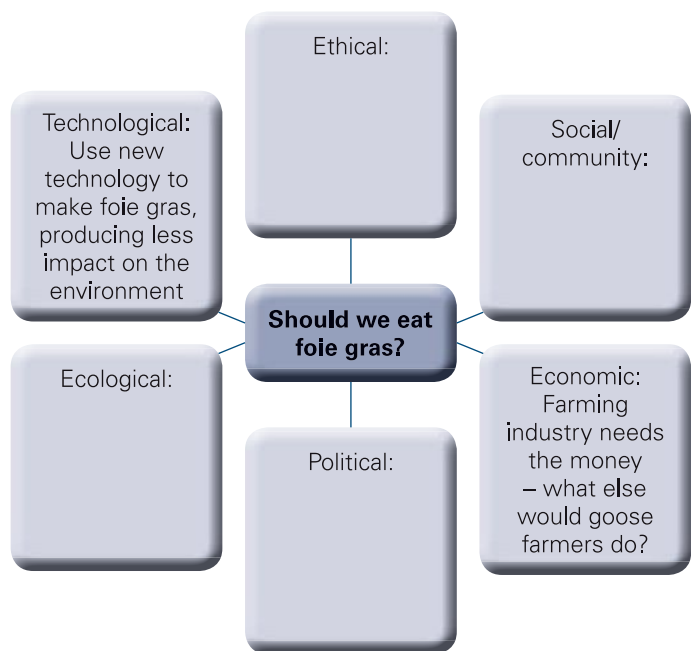 Ethical:
Technological:
Use new
technology to
make foie gras,
producing less
impact on the
environment
Social/
community:
Should we eat
foie gras?
Ecological:
Economic:
Farming
industry needs
the money
– what else
would goose
farmers do?
Political: